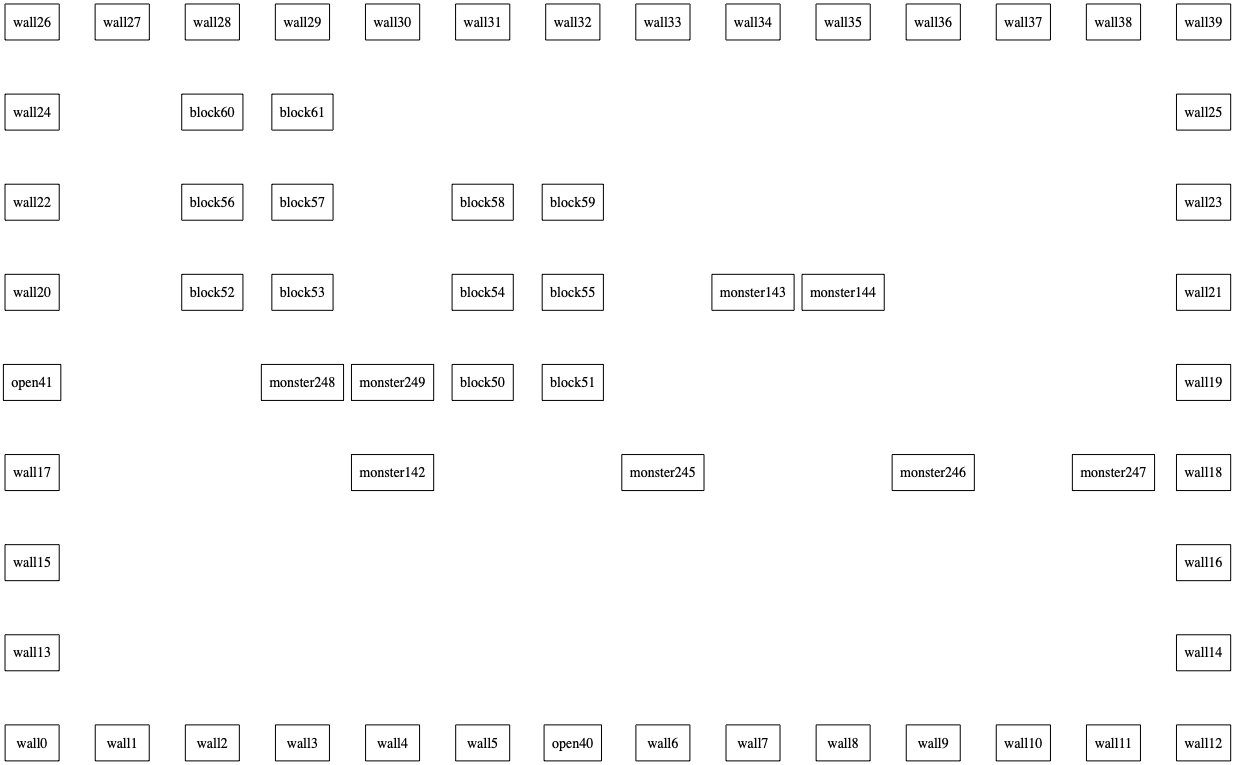 wall26 wall27 wall28 wall29 wall30 wall31 wall32 wall33 wall34 wall35 wall36 wall37 wall38 wall39
wall24 block60 block61 wall25
wall22 block56 block57 block58 block59 wall23
wall20 block52 block53 block54 block55 monster143 monster144 wall21
open41 monster248 monster249 block50 block51 wall19
wall17 monster142 monster245 monster246 monster247 wall18
wall15 wall16
wall13 wall14
wall0 wall1 wall2 wall3 wall4 wall5 open40 wall6 wall7 wall8 wall9 wall10 wall11 wall12